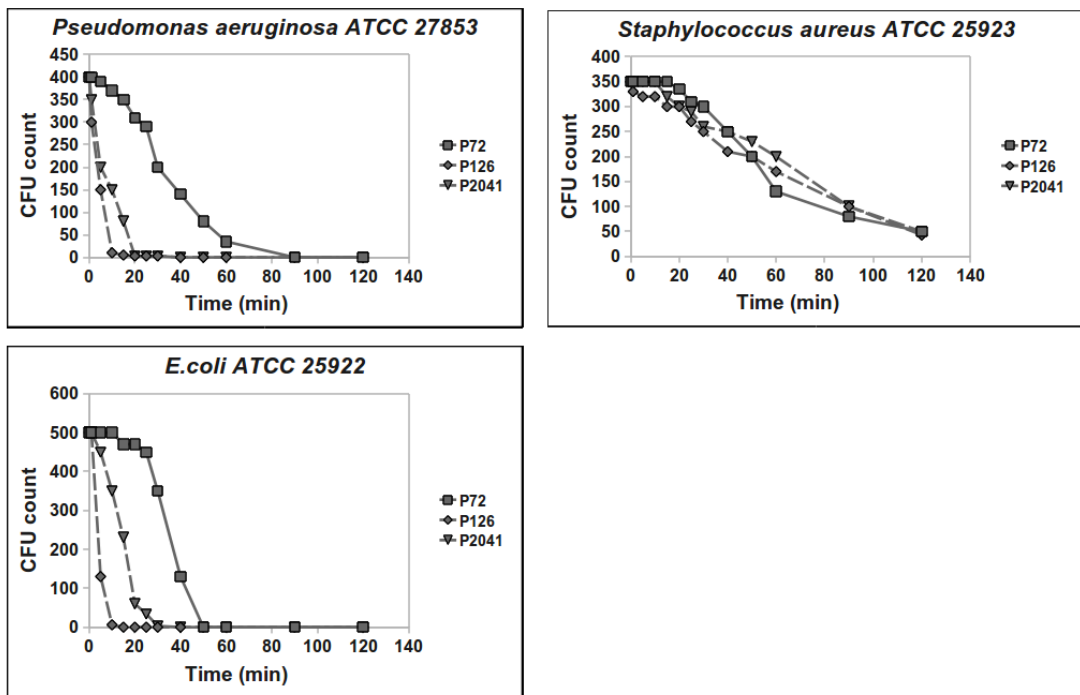 Pseudomonas aeruginosa ATCC 27853
450
400
350
300
250
200
150
100
50
0
CFU count
0 20 40 60 80 100 120 140
Time (min)
P72
P126
P2041
Staphylococcus aureus ATCC 25923
400
350
300
250
200
150
100
50
0
CFU count
0 20 40 60 80 100 120 140
Time (min)
P72
P126
P2041
E.coli ATCC 25922
600
500
400
300
200
100
0
CFU count
0 20 40 60 80 100 120 140
Time (min)
P72
P126
P2041